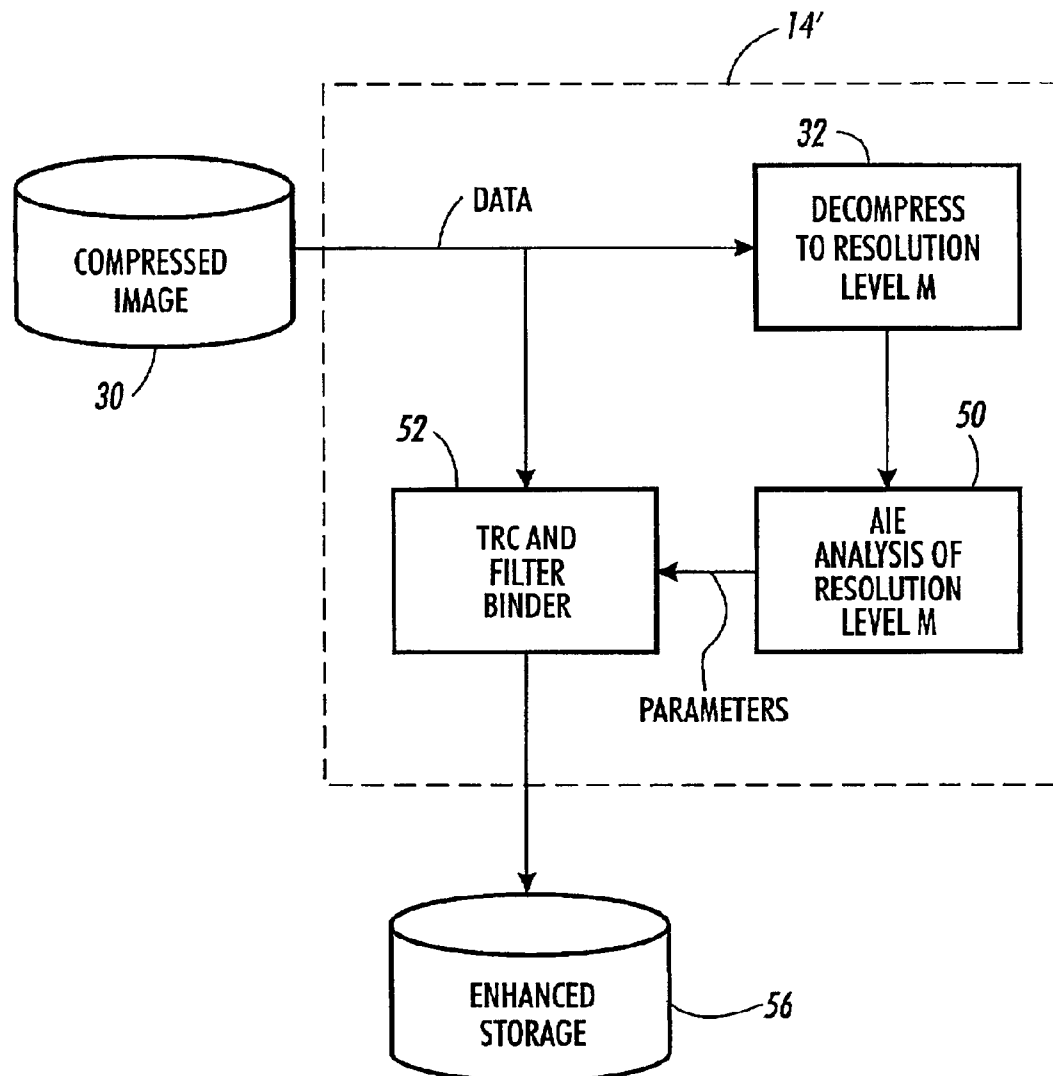 14'
32
DATA
DECOMPRESS
TO RESOLUTION
LEVEL M
COMPRESSED
IMAGE
30
52
50
TRC AND
FILTER
BINDER
AIE
ANALYSIS OF
RESOLUTION
LEVEL M
PARAMETERS
ENHANCED
STORAGE
56